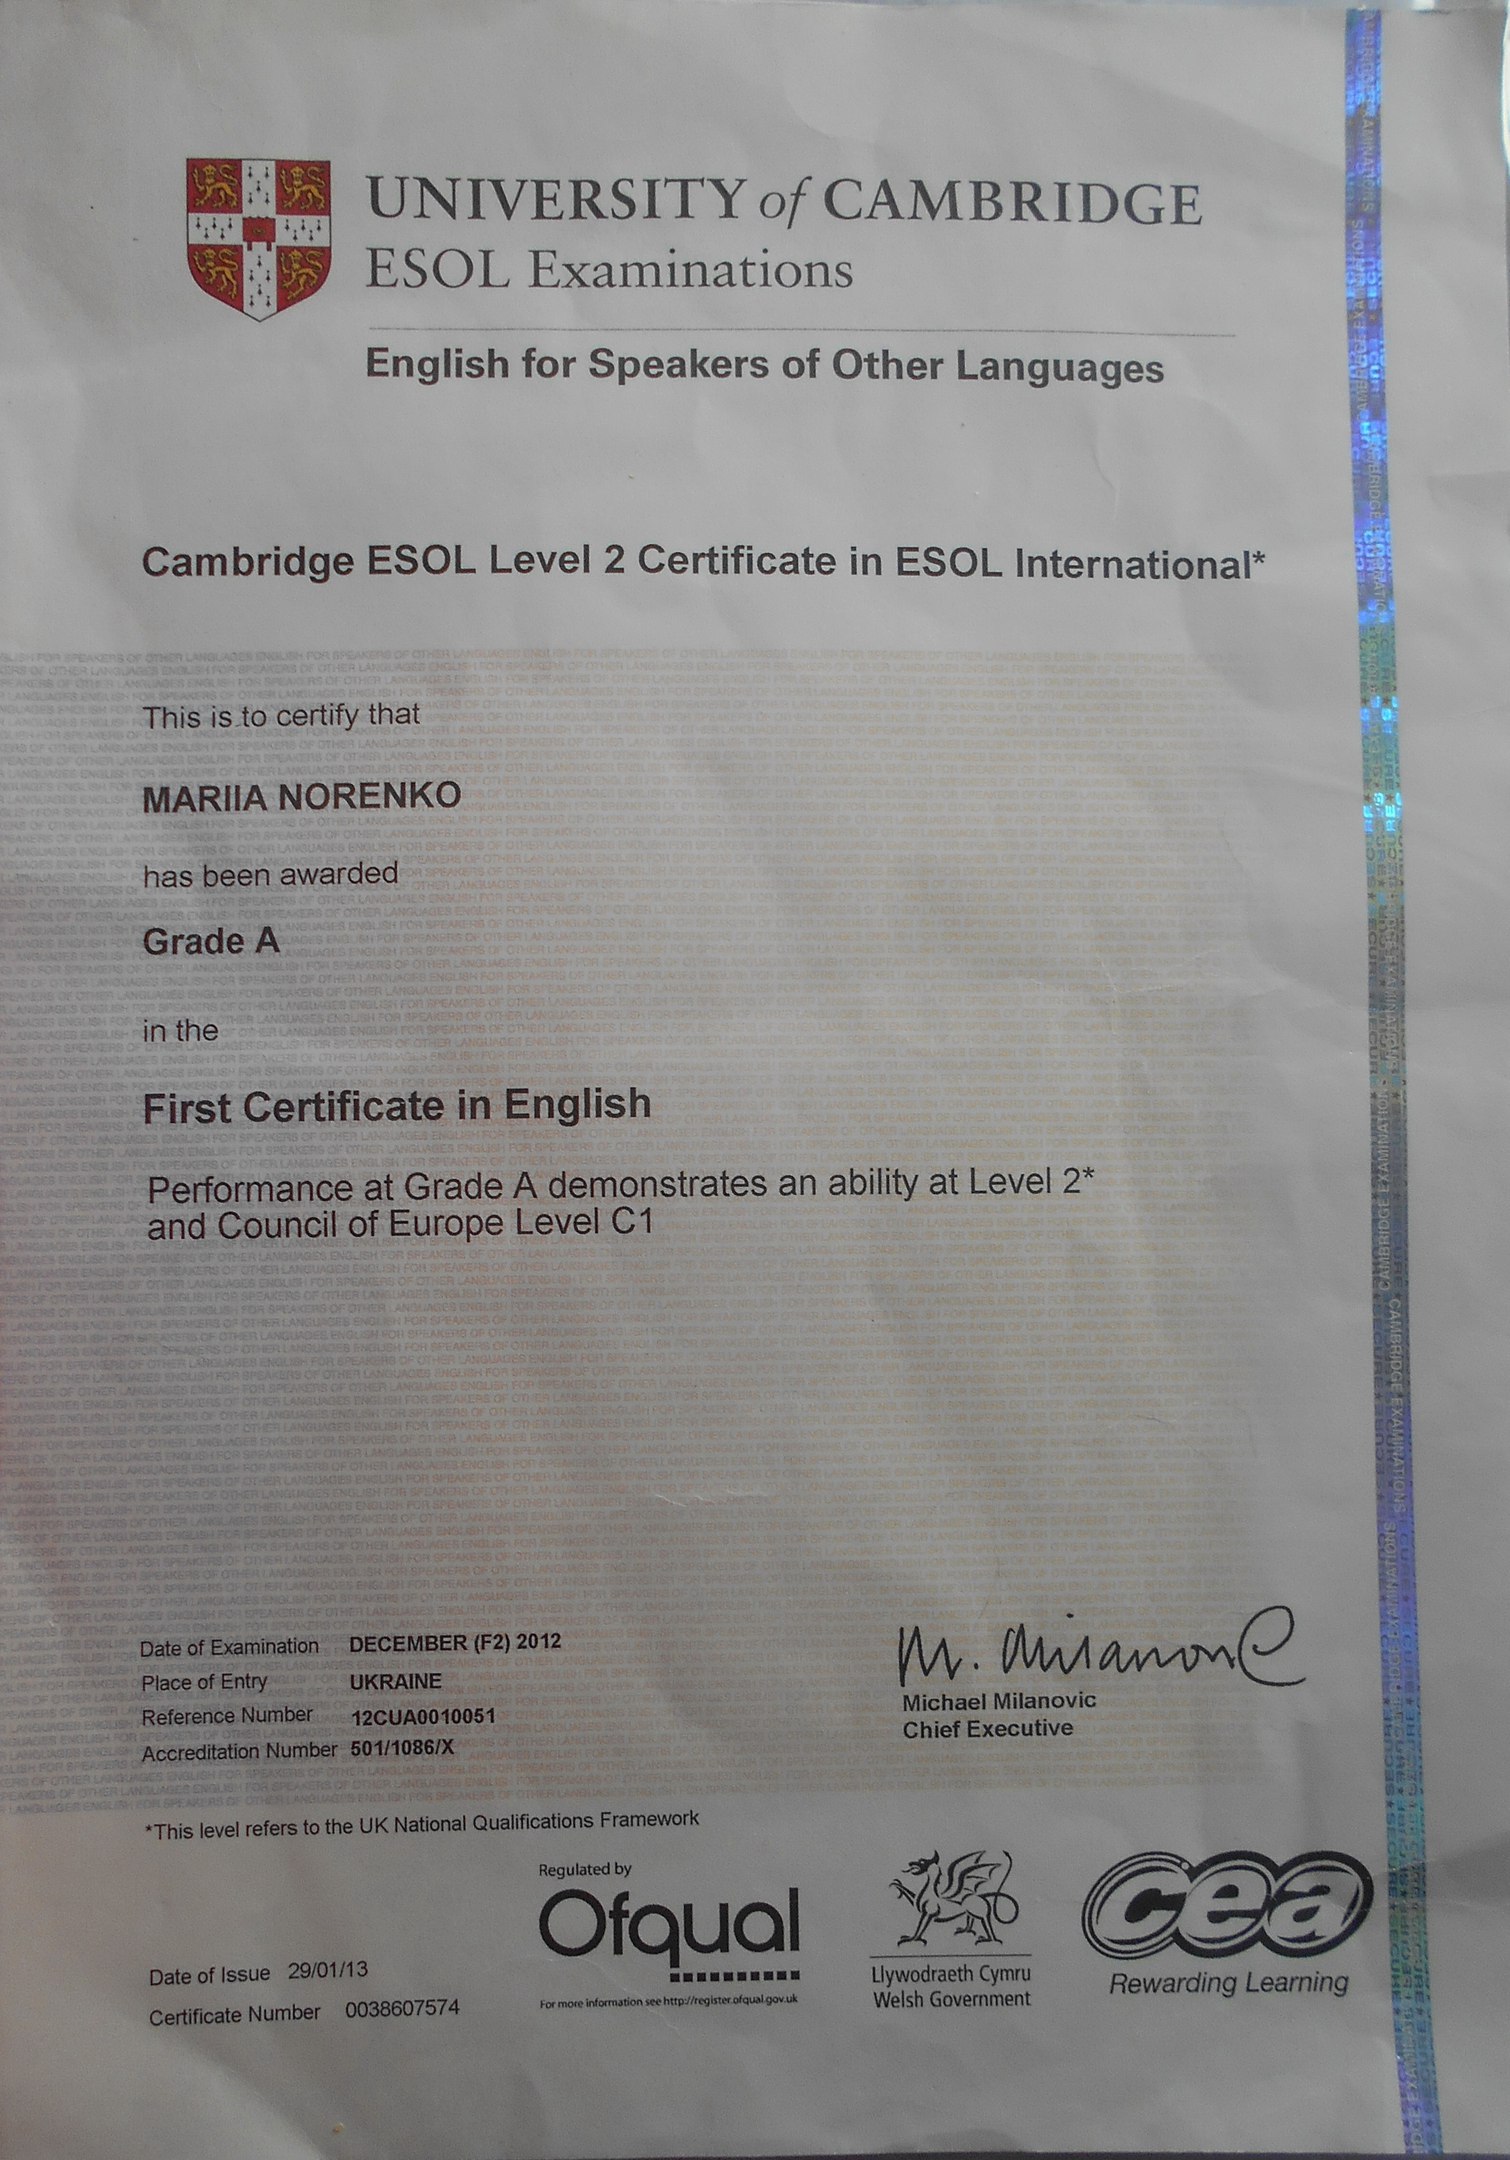 UNIVERSITY of CAMBRIDGE
ESOL Examinations
English for Speakers of Other Languages
Cambridge ESOL Level 2 Certificate in ESOL International*
This is to certify that
MARIIA NORENKO
has been awarded
Grade A
in the
First Certificate in English
Performance at Grade A demonstrates an ability at Level 2*
and Council of Europe Level C1
Date of Examination DECEMBER (F2) 2012
Place of Entry UKRAINE
Reference Number 12CUA0010051
Accreditation Number 501/1086/X
M. Milanovic
Michael Milanovic
Chief Executive
*This level refers to the UK National Qualifications Framework
Regulated by
Ofqual
For more information see http://register.ofqual.gov.uk
Llywodraeth Cymru
Welsh Government
cea
Rewarding Learning
Date of Issue 29/01/13
Certificate Number 0038607574
CAMBRIDGE EXAMINATIONS